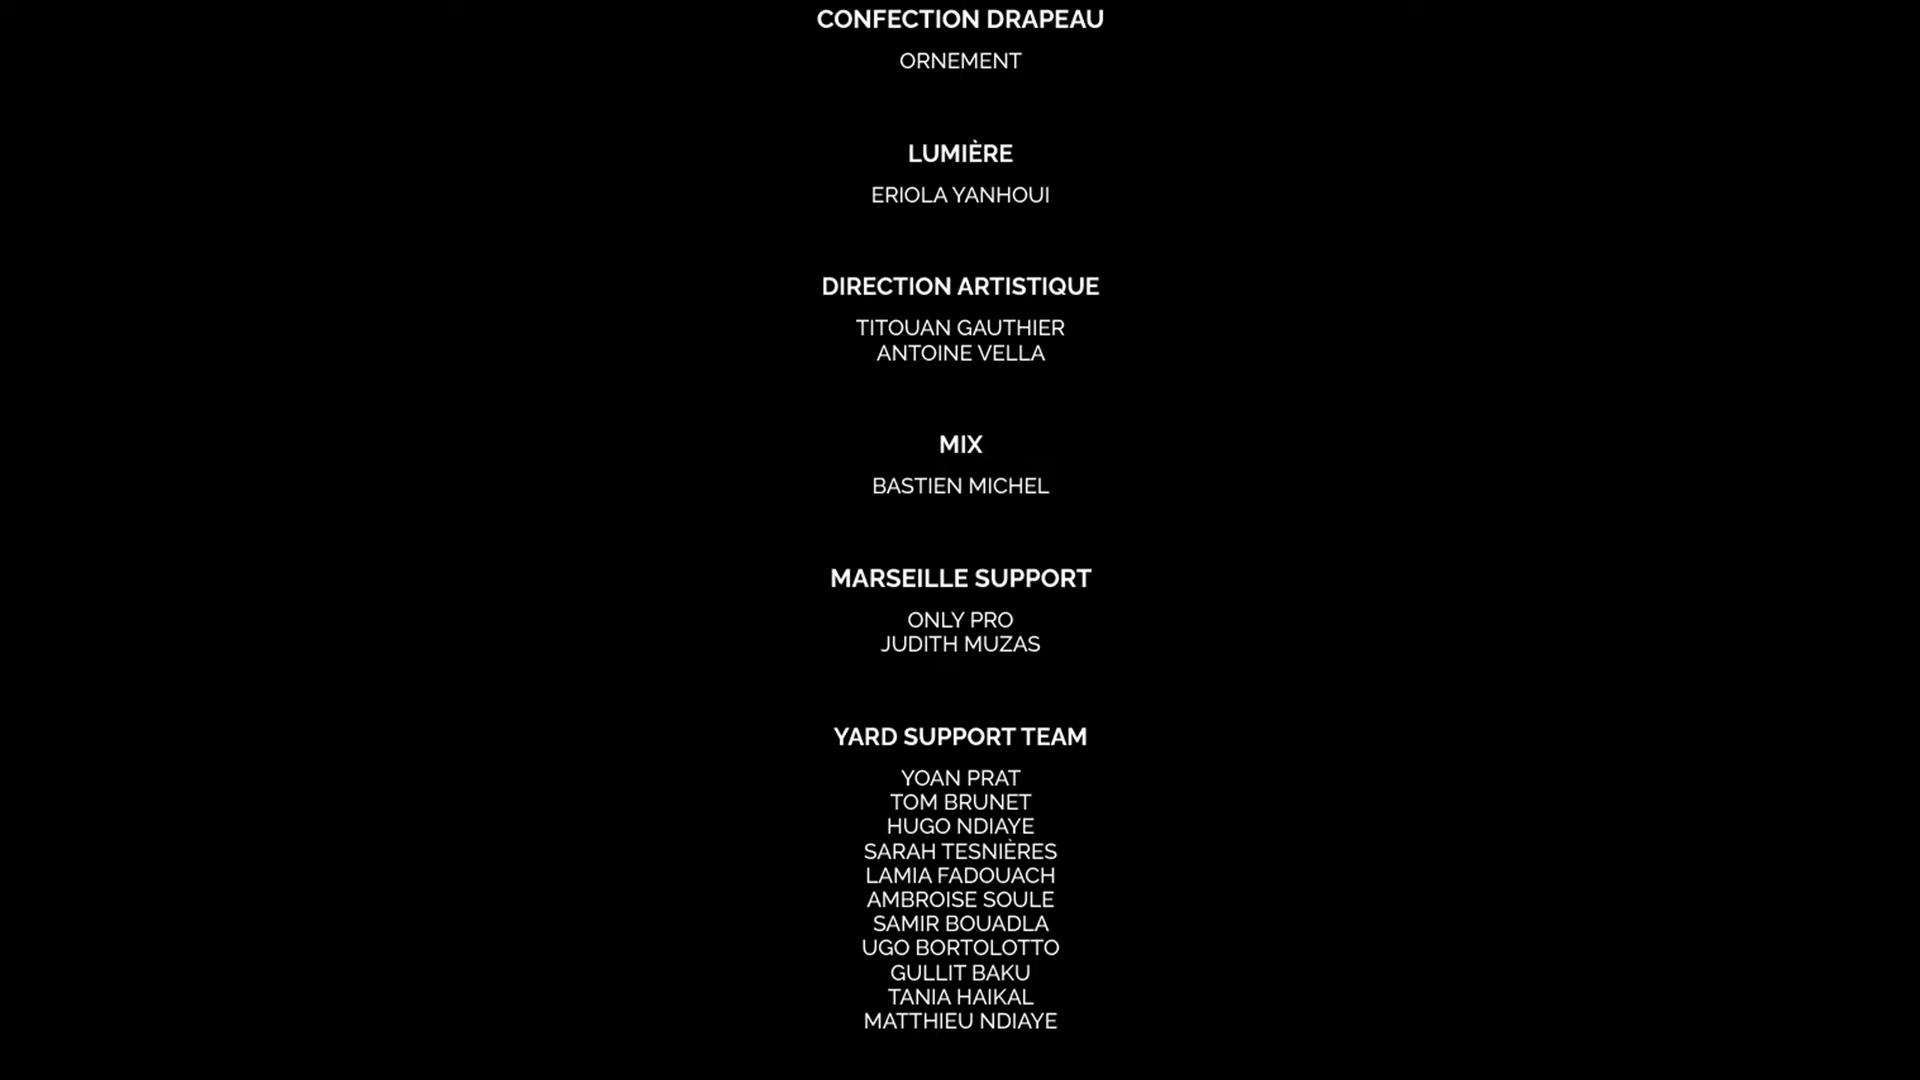 CONFECTION DRAPEAU
ORNEMENT
LUMIÈRE
ERIOLA YANHOUI
DIRECTION ARTISTIQUE
TITOUAN GAUTHIER
ANTOINE VELLA
MIX
BASTIEN MICHEL
MARSEILLE SUPPORT
ONLY PRO
JUDITH MUZAS
YARD SUPPORT TEAM
YOAN PRAT
TOM BRUNET
HUGO NDIAYE
SARAH TESNIÈRES
LAMIA FADOUACH
AMBROISE SOULE
SAMIR BOUADLA
UGO BORTOLOTTO
GULLIT BAKU
TANIA HAIKAL
MATTHIEU NDIAYE